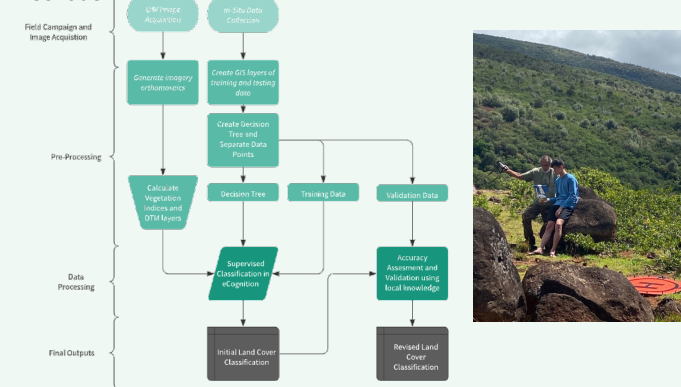 Field Campaign and
Image Acquistion
Image
Acquisition
In-Situ Data
Collection
Generate imagery
orthomosaics
Create GIS layers of
training and testing
data
Create Decision
Tree and
Separate Data
Points
Pre-Processing
Calculate
Vegetation
Indices and
DTM layers
Decision Tree
Training Data
Validation Data
Data
Processing
Supervised
Classification in
eCognition
Accuracy
Assesment and
Validation using
local knowledge
Final Outputs
Initial Land Cover
Classification
Revised Land
Cover
Classification